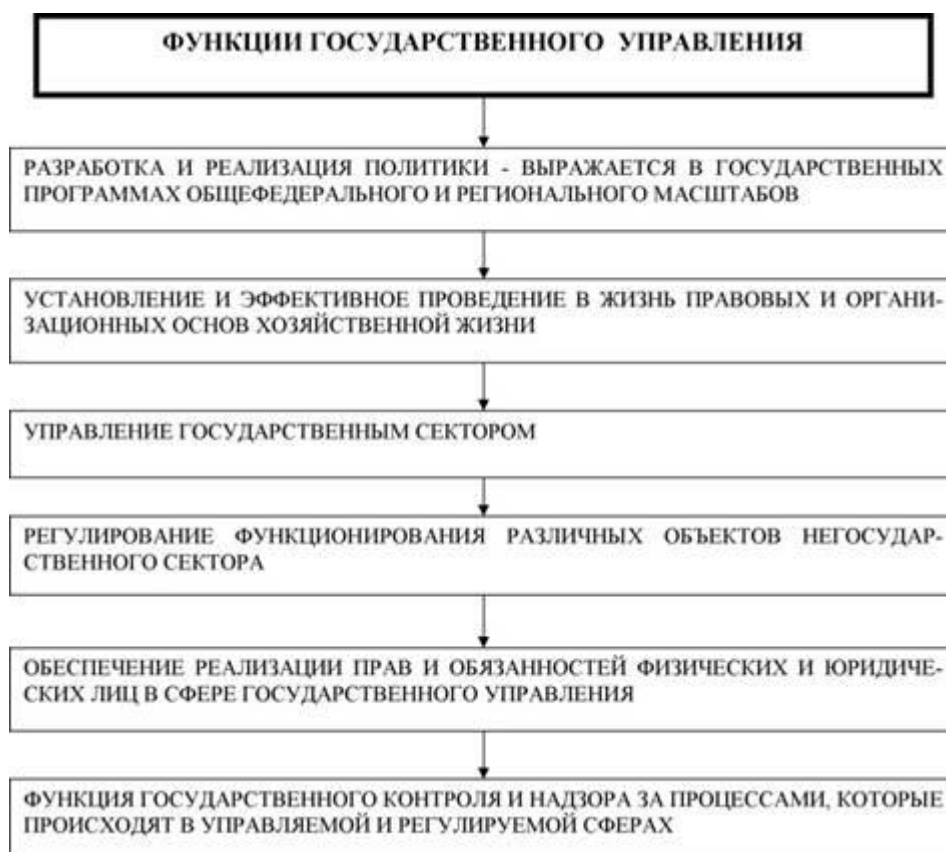 ФУНКЦИИ ГОСУДАРСТВЕННОГО УПРАВЛЕНИЯ
РАЗРАБОТКА И РЕАЛИЗАЦИЯ ПОЛИТИКИ - ВЫРАЖАЕТСЯ В ГОСУДАРСТВЕННЫХ
ПРОГРАММАХ ОБЩЕФЕДЕРАЛЬНОГО И РЕГИОНАЛЬНОГО МАСШТАБОВ
УСТАНОВЛЕНИЕ И ЭФФЕКТИВНОЕ ПРОВЕДЕНИЕ В ЖИЗНЬ ПРАВОВЫХ И ОРГАНИ-
ЗАЦИОННЫХ ОСНОВ ХОЗЯЙСТВЕННОЙ ЖИЗНИ
УПРАВЛЕНИЕ ГОСУДАРСТВЕННЫМ СЕКТОРОМ
РЕГУЛИРОВАНИЕ ФУНКЦИОНИРОВАНИЯ РАЗЛИЧНЫХ ОБЪЕКТОВ НЕГОСУДАР-
СТВЕННОГО СЕКТОРА
ОБЕСПЕЧЕНИЕ РЕАЛИЗАЦИИ ПРАВ И ОБЯЗАННОСТЕЙ ФИЗИЧЕСКИХ И ЮРИДИЧЕ-
СКИХ ЛИЦ В СФЕРЕ ГОСУДАРСТВЕННОГО УПРАВЛЕНИЯ
ФУНКЦИЯ ГОСУДАРСТВЕННОГО КОНТРОЛЯ И НАДЗОРА ЗА ПРОЦЕССАМИ, КОТОРЫЕ
ПРОИСХОДЯТ В УПРАВЛЯЕМОЙ И РЕГУЛИРУЕМОЙ СФЕРАХ